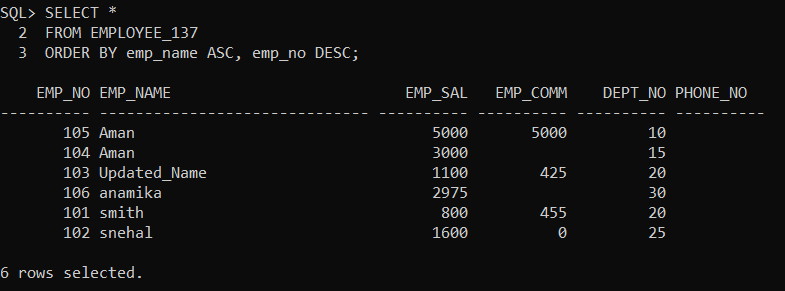 SQL> SELECT *
  2  FROM EMPLOYEE_137
  3  ORDER BY emp_name ASC, emp_no DESC;
    EMP_NO EMP_NAME                          EMP_SAL   EMP_COMM    DEPT_NO PHONE_NO
---------- ------------------------------ ---------- ---------- ---------- ----------
       105 Aman                                 5000       5000         10
       104 Aman                                 3000                    15
       103 Updated_Name                         1100        425         20
       106 anamika                              2975                    30
       101 smith                                 800        455         20
       102 snehal                               1600          0         25
6 rows selected.